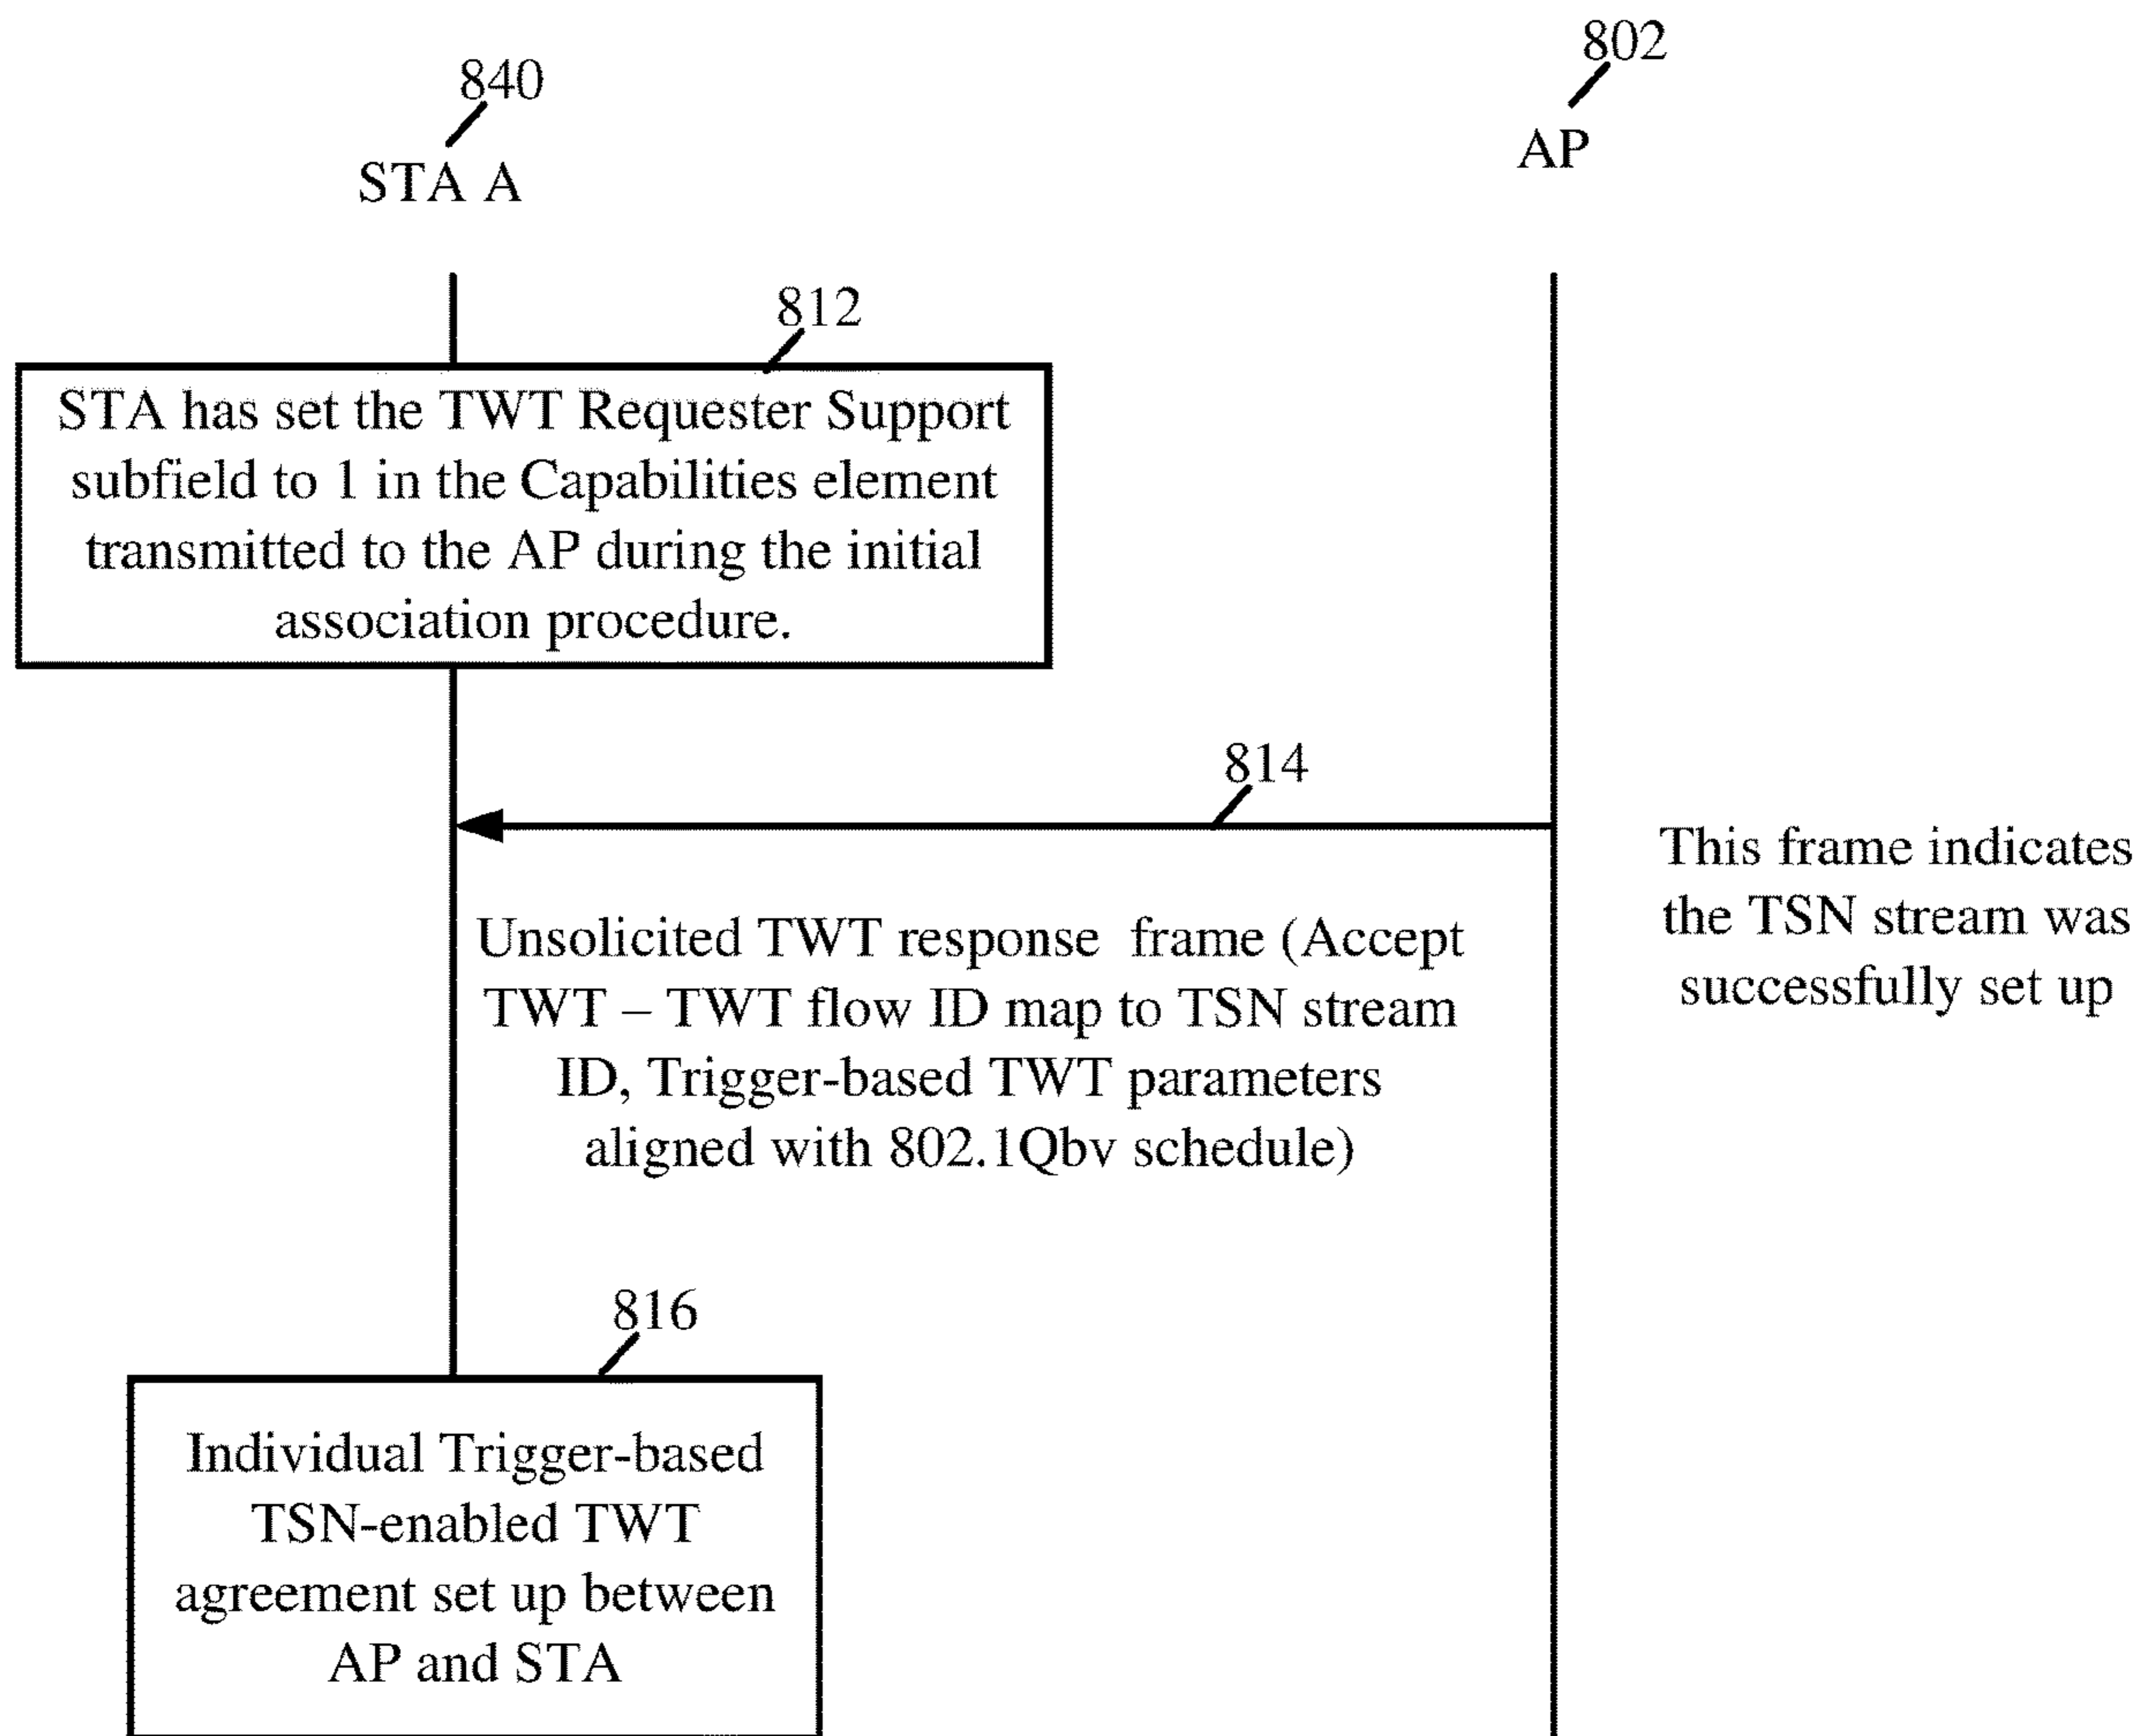 802
840
AP
STA A
812
STA has set the TWT Requester Support
subfield to 1 in the Capabilities element
transmitted to the AP during the initial
association procedure.
814
This frame indicates
the TSN stream was
successfully set up
Unsolicited TWT response frame (Accept
TWT – TWT flow ID map to TSN stream
ID, Trigger-based TWT parameters
aligned with 802.1Qbv schedule)
816
Individual Trigger-based
TSN-enabled TWT
agreement set up between
AP and STA